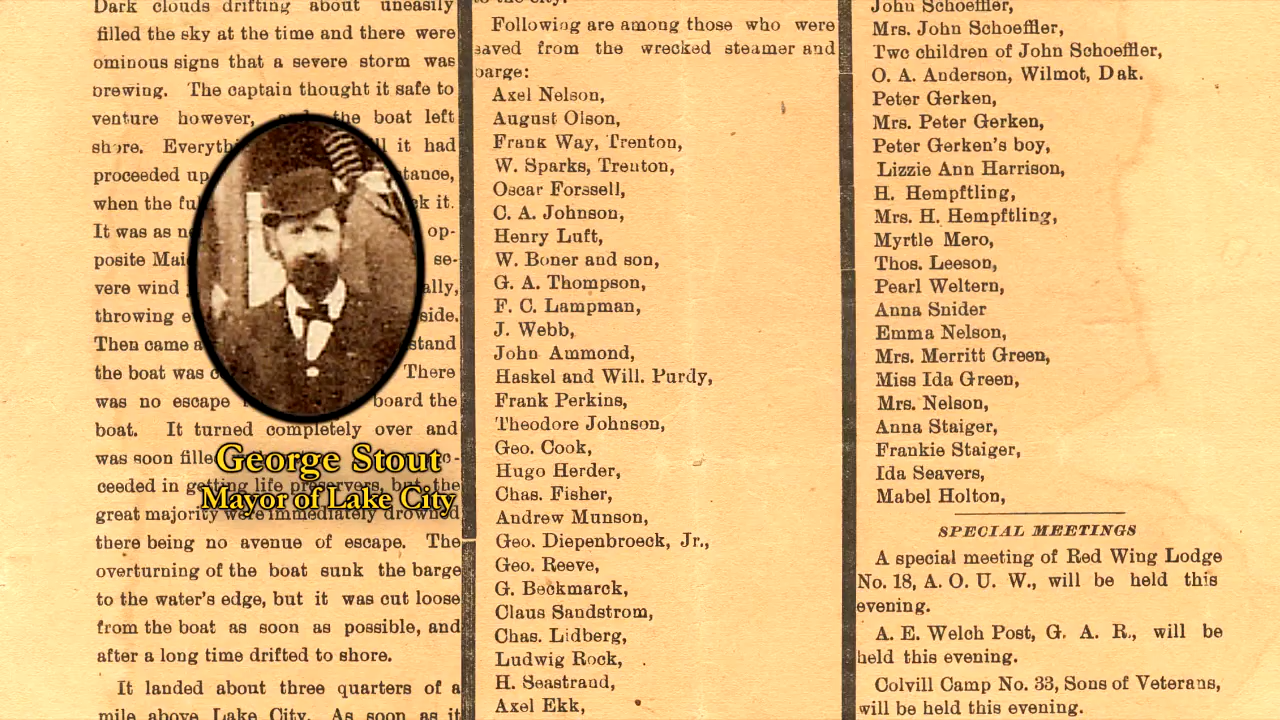 Dark clouds drifting about uneasily
filled the sky at the time and there were
ominous signs that a severe storm was
brewing. The captain thought it safe to
venture however, the boat left
shore. it had
proceeded up
when the it.
It was as op-
posite se-
vere wind
throwing side.
Then came a stand
the boat was There
was no escape board the
boat. It turned completely over and
was soon
George Stout
ceeded in getting life preservers, but the
Mayor of Lake City
great majority were immediately drowned
there being no avenue of escape. The
overturning of the boat sunk the barge
to the water's edge, but it was cut loose
from the boat as soon as possible, and
after a long time drifted to shore.
It landed about three quarters of a
mile above Lake City. As soon as it
to the city.
Following are among those who were
saved from the wrecked steamer and
barge:
Axel Nelson,
August Olson,
Frank Way, Trenton,
W. Sparks, Trenton,
Oscar Forssell,
C. A. Johnson,
Henry Luft,
W. Boner and son,
G. A. Thompson,
F. C. Lampman,
J. Webb,
John Ammond,
Haskel and Will. Purdy,
Frank Perkins,
Theodore Johnson,
Geo. Cook,
Hugo Herder,
Chas. Fisher,
Andrew Munson,
Geo. Diepenbroeck, Jr.,
Geo. Reeve,
G. Beckmarck,
Claus Sandstrom,
Chas. Lidberg,
Ludwig Rock,
H. Seastrand,
Axel Ekk,
John Schoeffler,
Mrs. John Schoeffler,
Two children of John Schoeffler,
O. A. Anderson, Wilmot, Dak.
Peter Gerken,
Mrs. Peter Gerken,
Peter Gerken's boy,
Lizzie Ann Harrison,
H. Hempftling,
Mrs. H. Hempftling,
Myrtle Mero,
Thos. Leeson,
Pearl Weltern,
Anna Snider
Emma Nelson,
Mrs. Merritt Green,
Miss Ida Green,
Mrs. Nelson,
Anna Staiger,
Frankie Staiger,
Ida Seavers,
Mabel Holton,
SPECIAL MEETINGS
A special meeting of Red Wing Lodge
No. 18, A. O. U. W., will be held this
evening.
A. E. Welch Post, G. A. R., will be
held this evening.
Colvill Camp No. 33, Sons of Veterans,
will be held this evening.